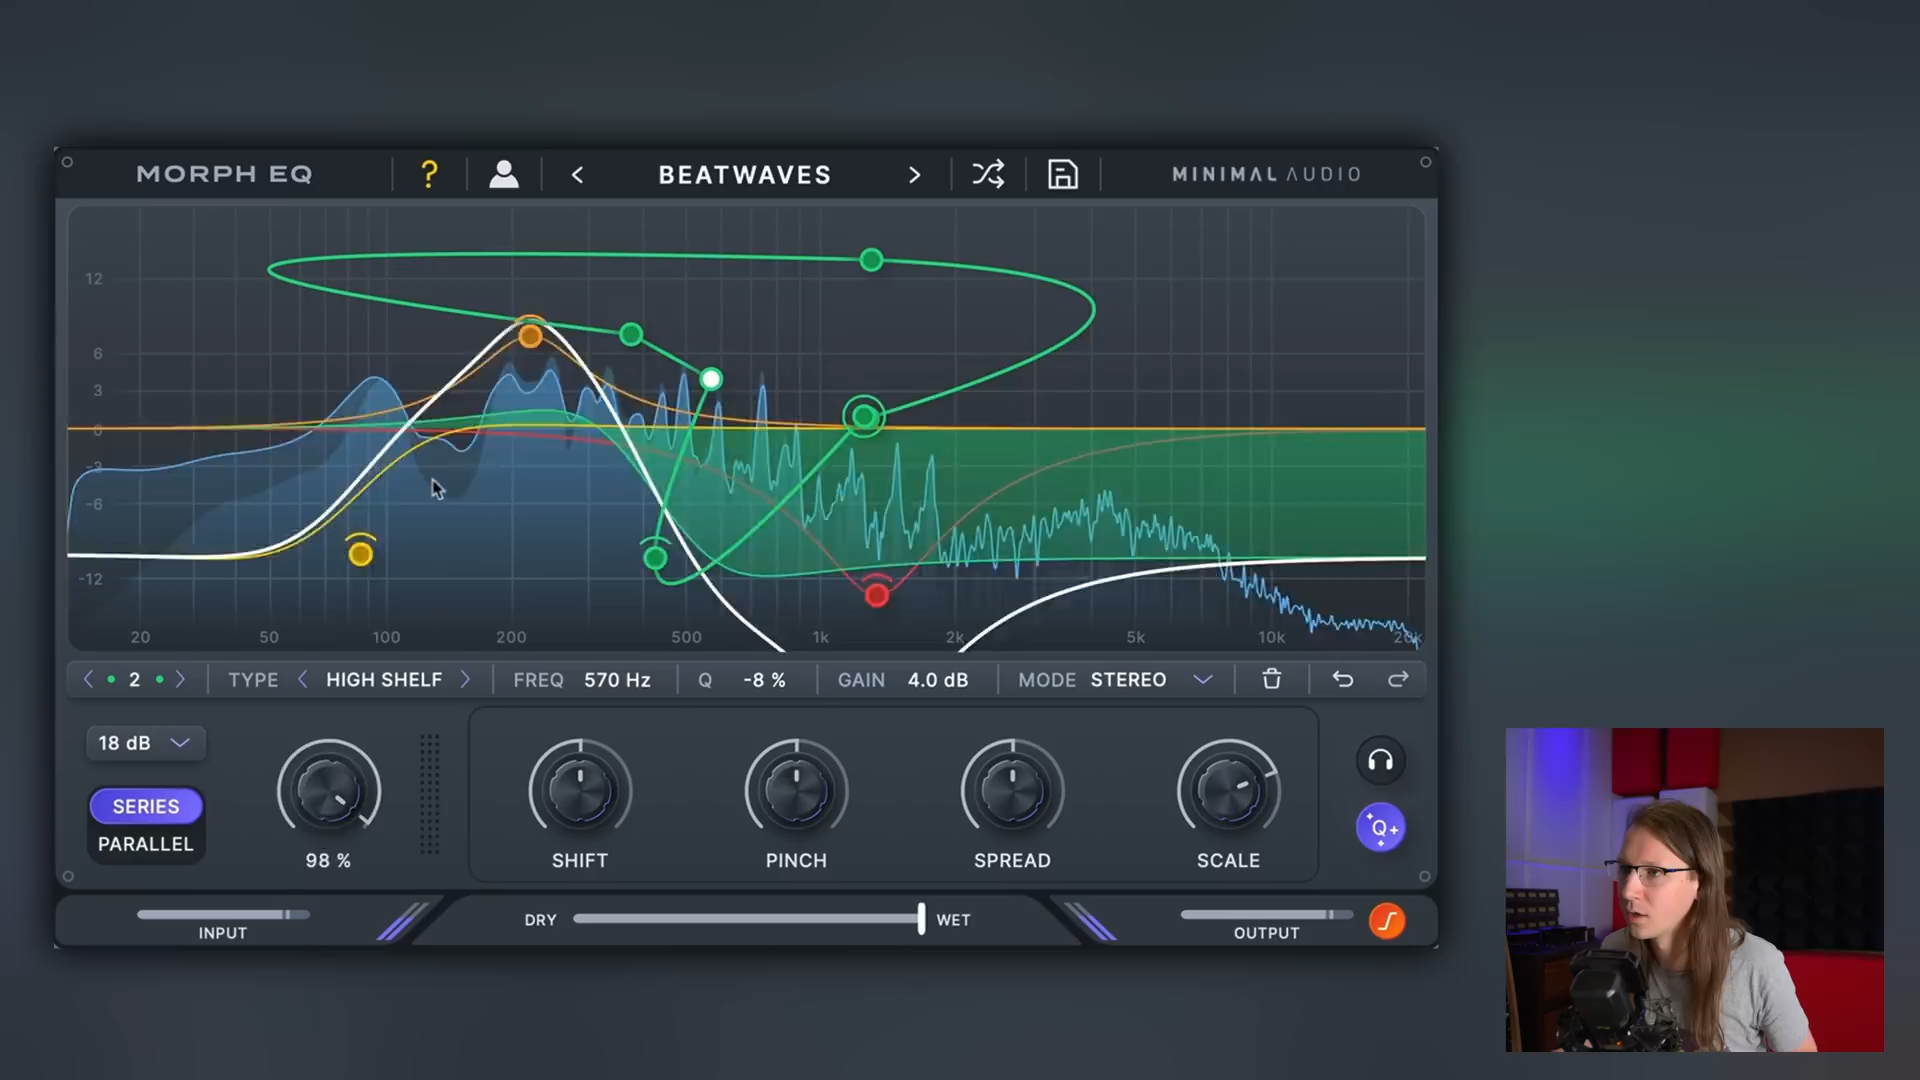 MORPH EQ
?
BEATWAVES
MINIMAL AUDIO
12
6
3
0
-3
-6
-12
20 50 100 200 500 1k 2k 5k 10k 20k
2
TYPE HIGH SHELF
FREQ 570 Hz
Q -8 %
GAIN 4.0 dB
MODE STEREO
18 dB
SERIES
PARALLEL
98 %
SHIFT
PINCH
SPREAD
SCALE
Q
INPUT
DRY
WET
OUTPUT